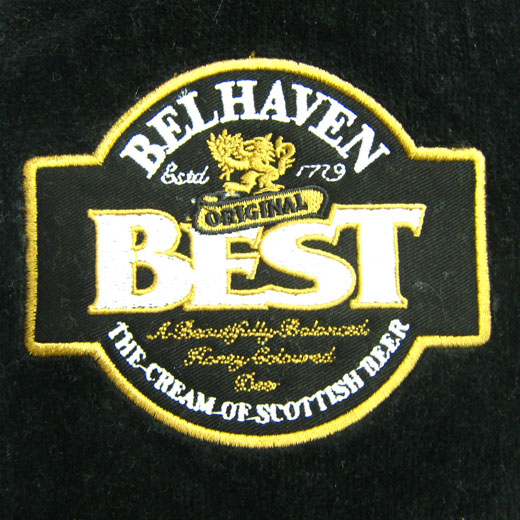 BELHAVEN
Estd 1719
ORIGINAL
BEST
A Beautifully Balanced
Honey Coloured
Beer
THE CREAM OF SCOTTISH BEER